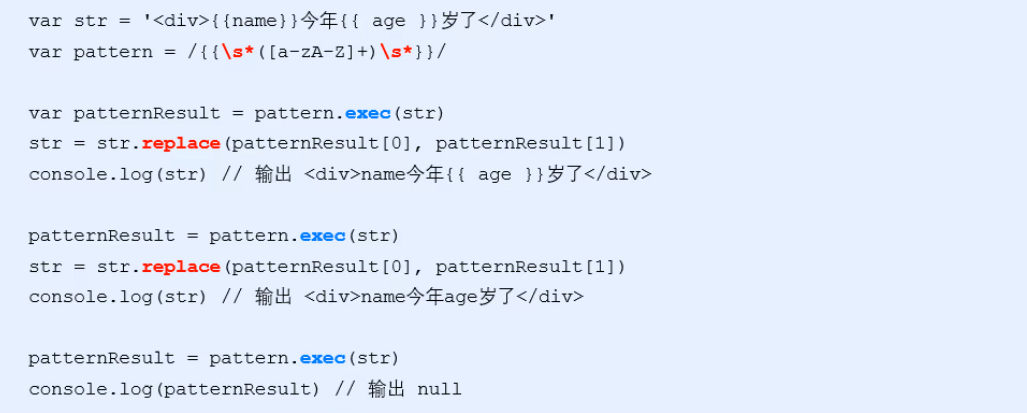 var str = '<div>{{name}}今年{{ age }}岁了</div>'
var pattern = /{{\s*([a-zA-Z]+)\s*}}/
var patternResult = pattern.exec(str)
str = str.replace(patternResult[0], patternResult[1])
console.log(str) // 输出 <div>name今年{{ age }}岁了</div>
patternResult = pattern.exec(str)
str = str.replace(patternResult[0], patternResult[1])
console.log(str) // 输出 <div>name今年age岁了</div>
patternResult = pattern.exec(str)
console.log(patternResult) // 输出 null